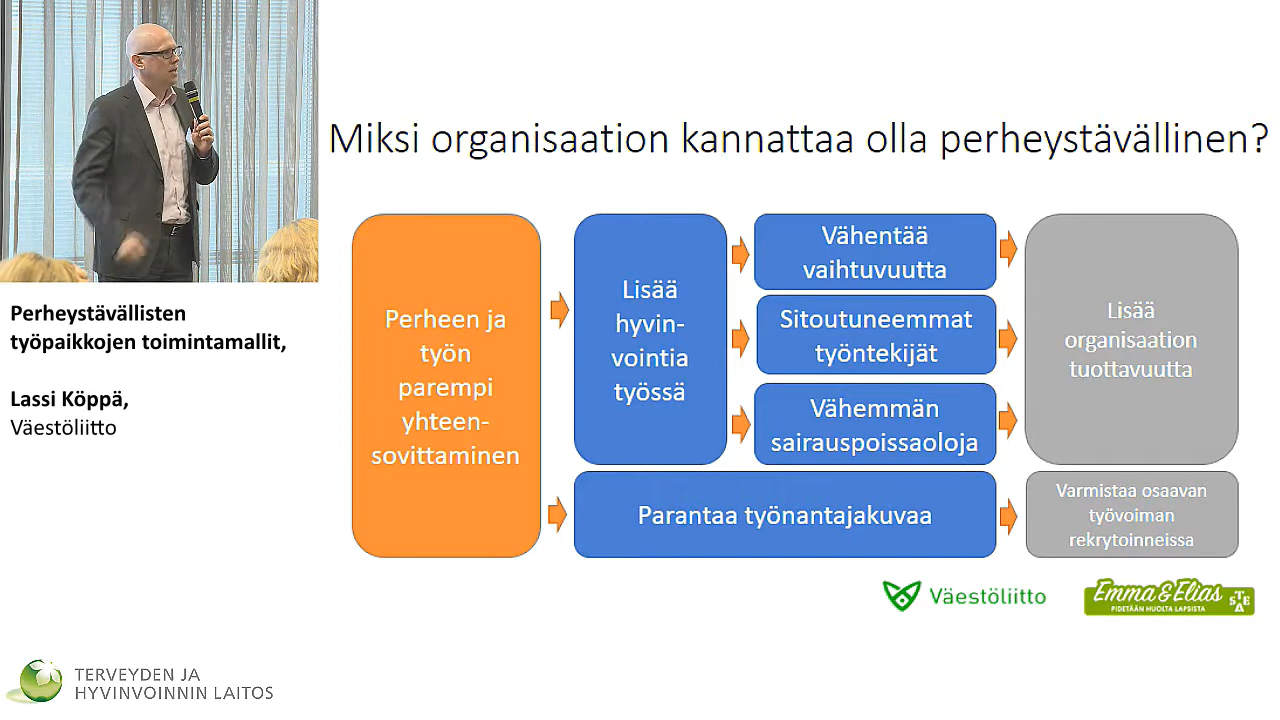 Miksi organisaation kannattaa olla perheystävällinen?
Perheen ja
työn
parempi
yhteen-
sovittaminen
Lisää
hyvin-
vointia
työssä
Vähentää
vaihtuvuutta
Sitoutuneemmat
työntekijät
Vähemmän
sairauspoissaoloja
Lisää
organisaation
tuottavuutta
Parantaa työnantajakuvaa
Varmistaa osaavan
työvoiman
rekrytoinneissa
Perheystävällisten
työpaikkojen toimintamallit,
Lassi Köppä,
Väestöliitto
Väestöliitto
Emma & Elias
PIDETÄÄN HUOLTA LAPSISTA
STEA
TERVEYDEN JA
HYVINVOINNIN LAITOS